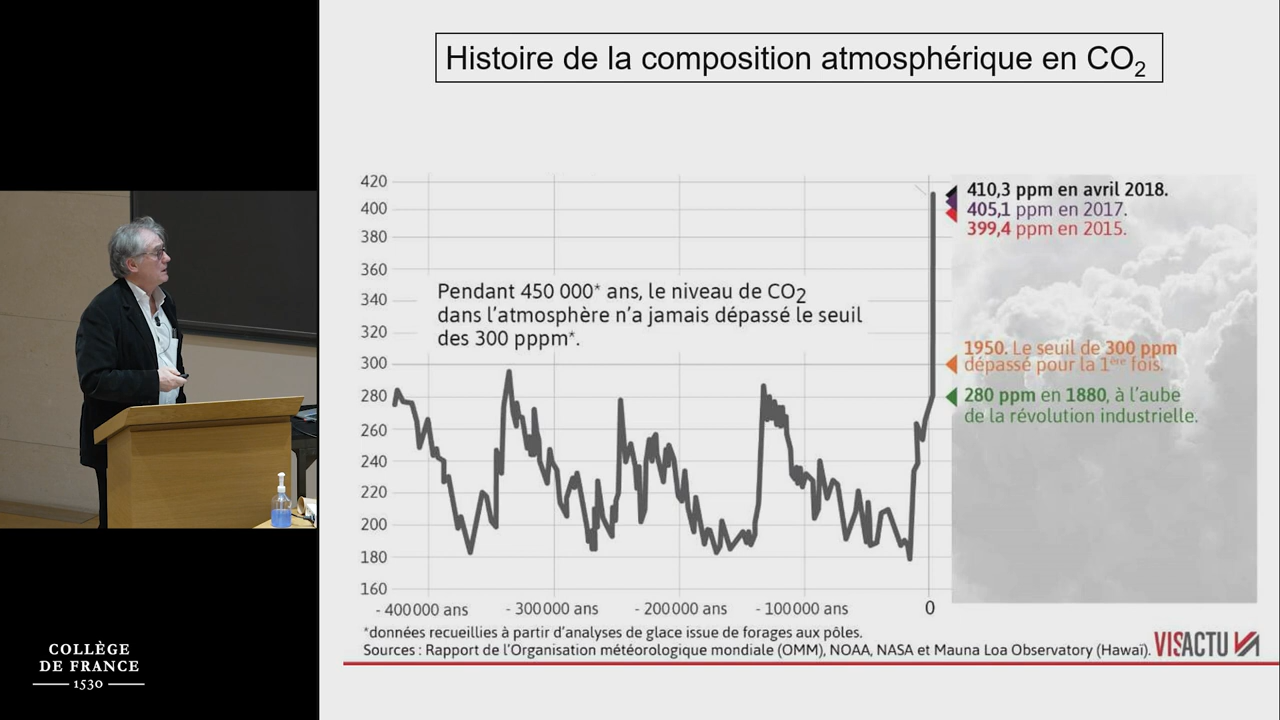 Histoire de la composition atmosphérique en CO2
420
400
380
360
340
320
300
280
260
240
220
200
180
160
Pendant 450 000* ans, le niveau de CO2
dans l'atmosphère n'a jamais dépassé le seuil
des 300 pppm*.
410,3 ppm en avril 2018.
405,1 ppm en 2017.
399,4 ppm en 2015.
1950. Le seuil de 300 ppm
dépassé pour la 1ère fois.
280 ppm en 1880, à l'aube
de la révolution industrielle.
- 400 000 ans - 300 000 ans - 200 000 ans - 100 000 ans 0
*données recueillies à partir d'analyses de glace issue de forages aux pôles.
Sources : Rapport de l'Organisation météorologique mondiale (OMM), NOAA, NASA et Mauna Loa Observatory (Hawaï).
VISACTU
COLLÈGE
DE FRANCE
1530